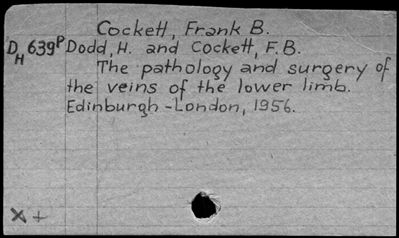 Cockett, Frank B.
DH 639P Dodd, H. and Cockett, F.B.
The pathology and surgery of
the veins of the lower limb.
Edinburgh-London, 1956.
X +